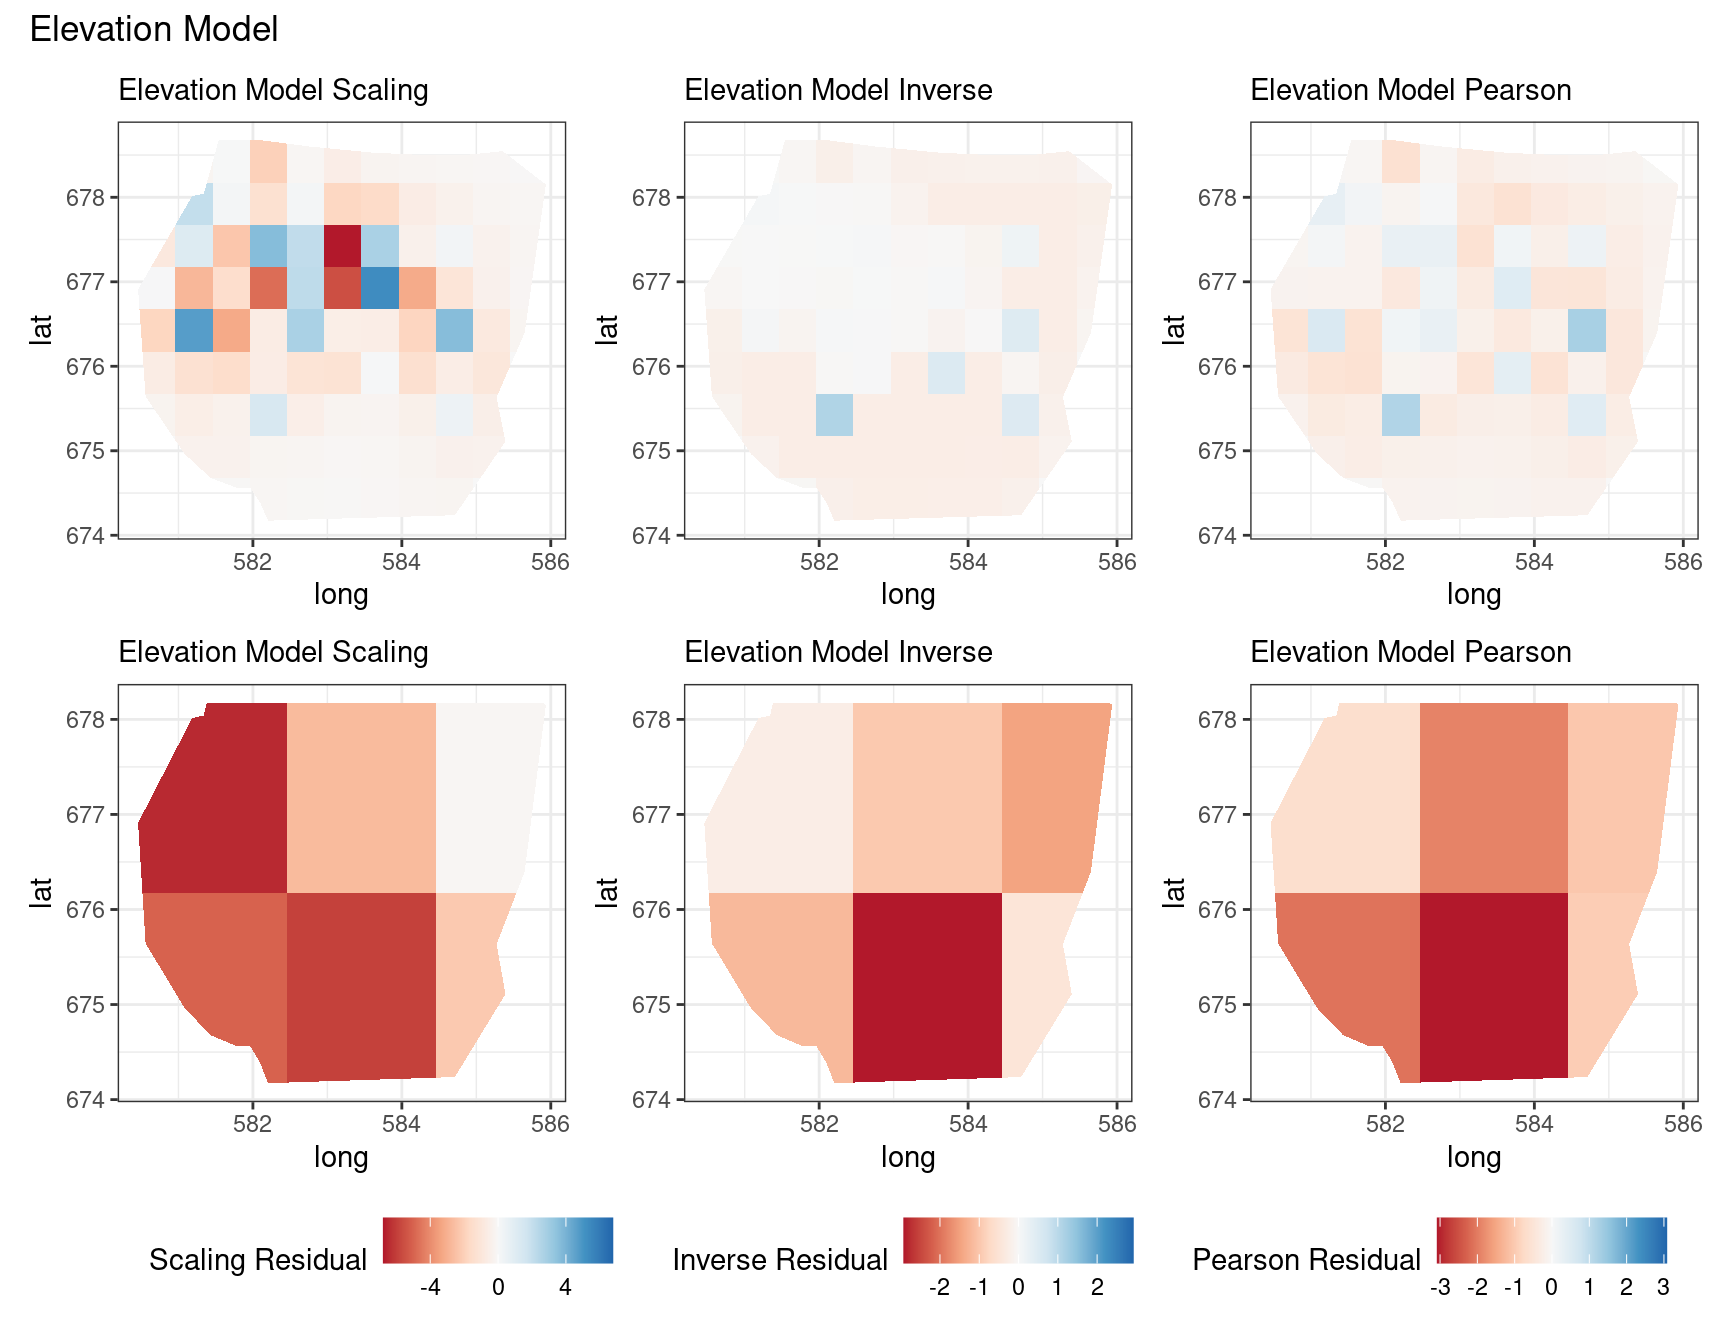 Elevation Model
Elevation Model Scaling
Elevation Model Inverse
Elevation Model Pearson
lat
678
677
676
675
674
582 584 586
long
lat
678
677
676
675
674
582 584 586
long
lat
678
677
676
675
674
582 584 586
long
Elevation Model Scaling
Elevation Model Inverse
Elevation Model Pearson
lat
678
677
676
675
674
582 584 586
long
lat
678
677
676
675
674
582 584 586
long
lat
678
677
676
675
674
582 584 586
long
Scaling Residual
-4 0 4
Inverse Residual
-2 -1 0 1 2
Pearson Residual
-3 -2 -1 0 1 2 3